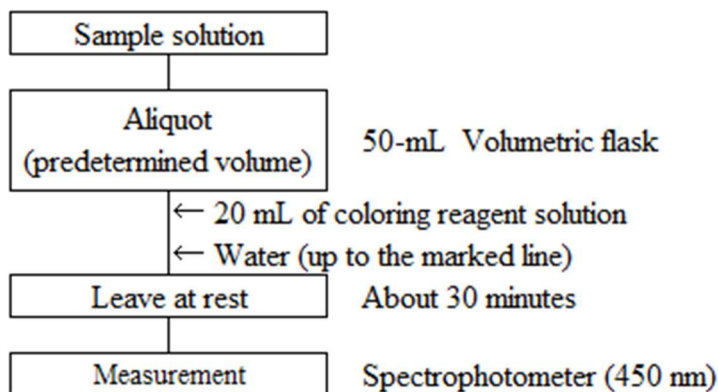 Sample solution
Aliquot
(predetermined volume)
50-mL Volumetric flask
← 20 mL of coloring reagent solution
← Water (up to the marked line)
Leave at rest
About 30 minutes
Measurement
Spectrophotometer (450 nm)